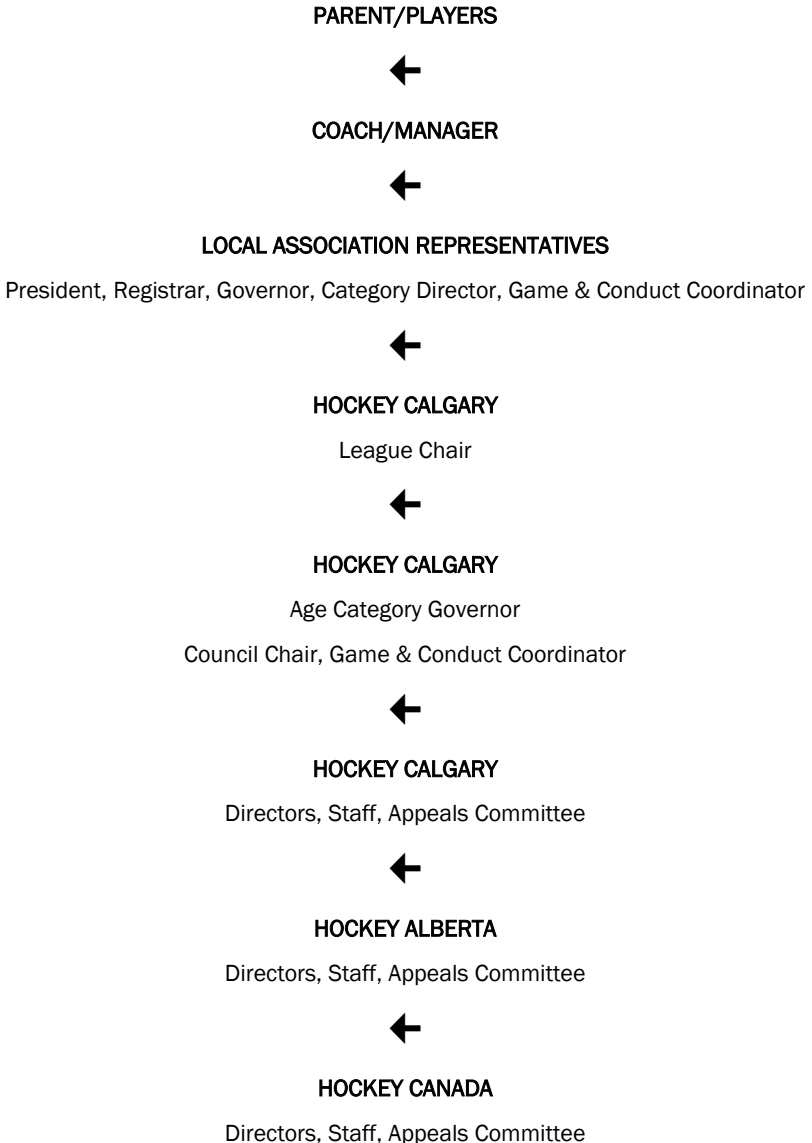 PARENT/PLAYERS
COACH/MANAGER
LOCAL ASSOCIATION REPRESENTATIVES
President, Registrar, Governor, Category Director, Game & Conduct Coordinator
HOCKEY CALGARY
League Chair
HOCKEY CALGARY
Age Category Governor
Council Chair, Game & Conduct Coordinator
HOCKEY CALGARY
Directors, Staff, Appeals Committee
HOCKEY ALBERTA
Directors, Staff, Appeals Committee
HOCKEY CANADA
Directors, Staff, Appeals Committee